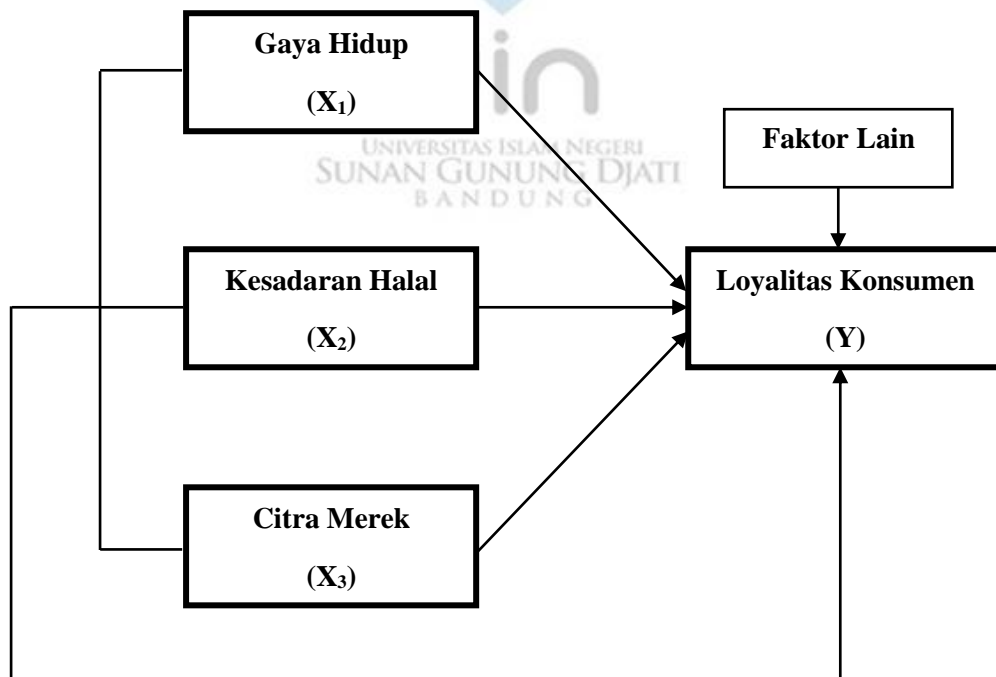 Gaya Hidup
(X₁)
in
UNIVERSITAS ISLAM NEGERI
SUNAN GUNUNG DJATI
BANDUNG
Faktor Lain
Kesadaran Halal
(X₂)
Loyalitas Konsumen
(Y)
Citra Merek
(X₃)